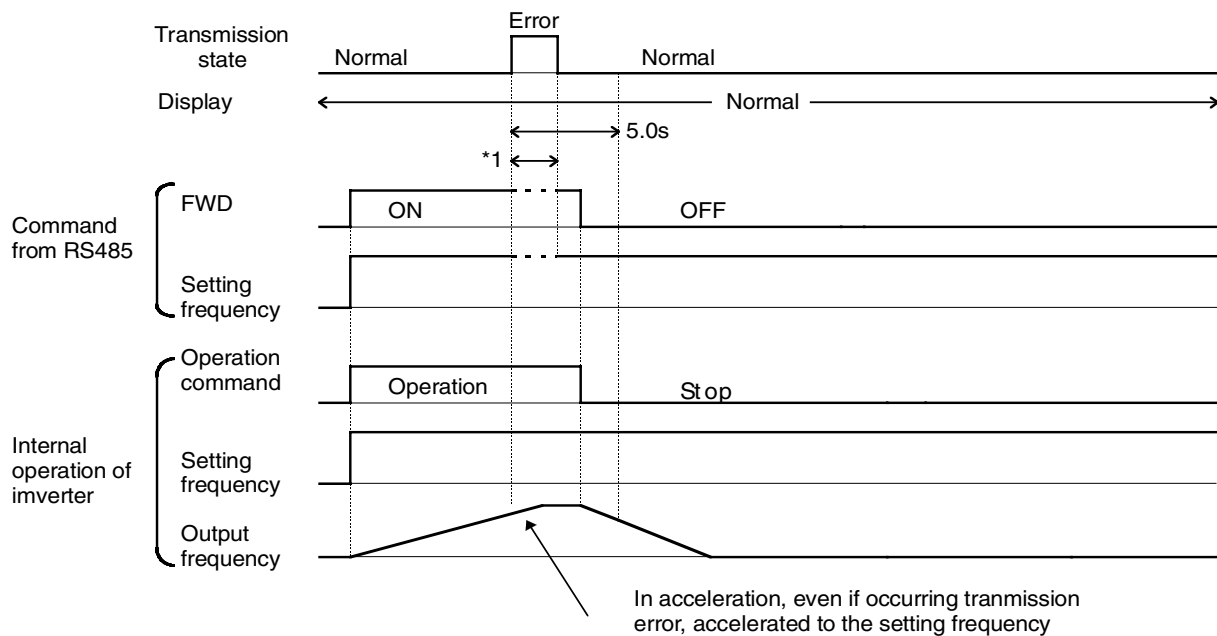 Error
Transmission
state
Normal
Normal
Display
Normal
5.0s
*1
Command
from RS485
FWD
ON
OFF
Setting
frequency
Operation
command
Operation
Stop
Internal
operation of
imverter
Setting
frequency
Output
frequency
In acceleration, even if occurring tranmission
error, accelerated to the setting frequency